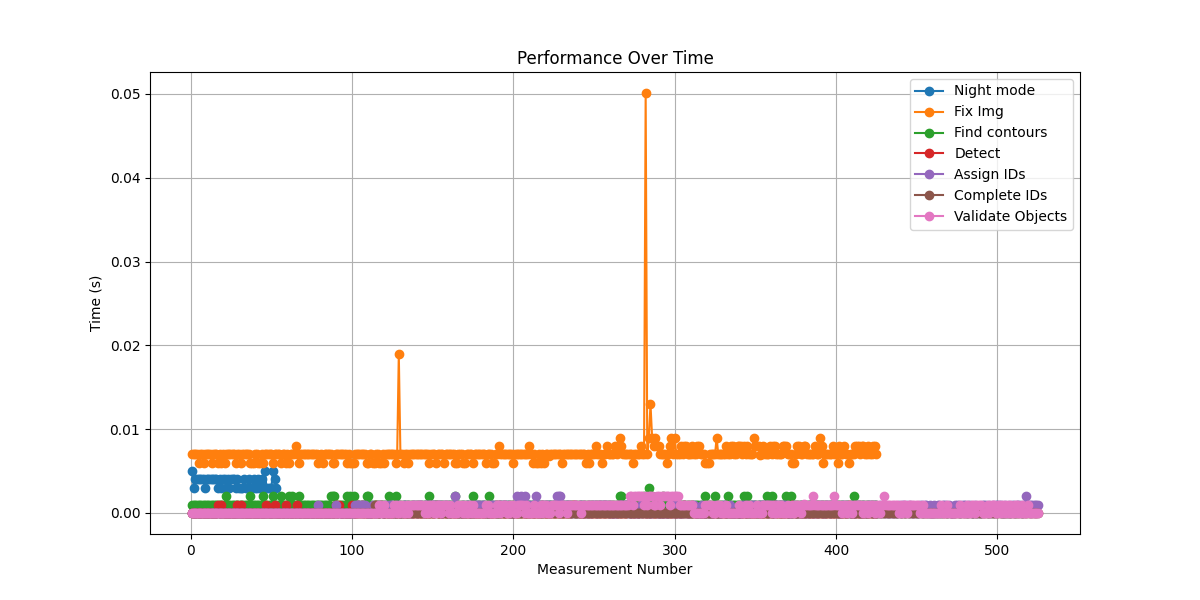 Performance Over Time
Night mode
Fix Img
Find contours
Detect
Assign IDs
Complete IDs
Validate Objects
0.05
0.04
0.03
0.02
0.01
0.00
Time (s)
0 100 200 300 400 500
Measurement Number